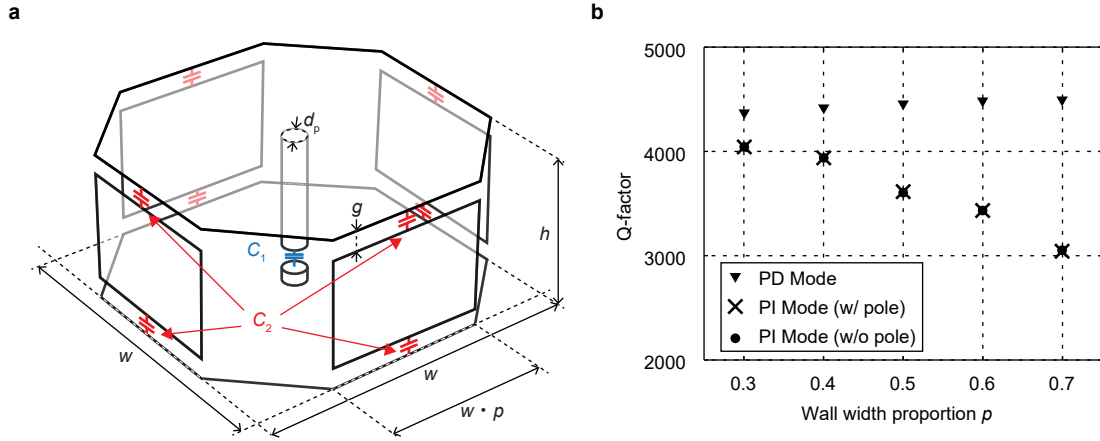 a
d_p
g
h
C_1
C_2
w
w
w · p
b
5000
4000
3000
2000
Q-factor
PD Mode
PI Mode (w/ pole)
PI Mode (w/o pole)
0.3 0.4 0.5 0.6 0.7
Wall width proportion p